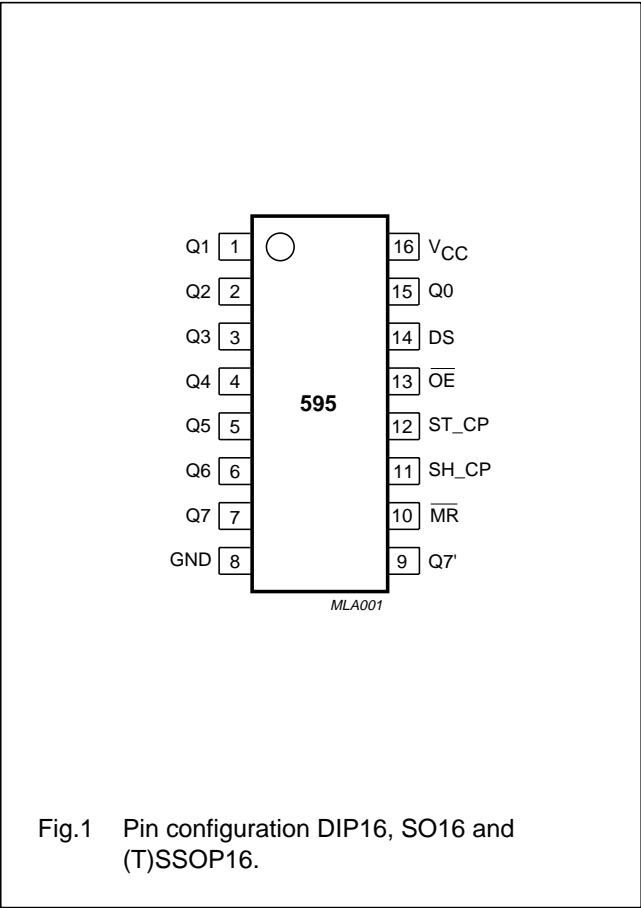 Q1 1 16 VCC
Q2 2 15 Q0
Q3 3 14 DS
Q4 4 13 O̅E̅
595
Q5 5 12 ST_CP
Q6 6 11 SH_CP
Q7 7 10 M̅R̅
GND 8 9 Q7'
MLA001
Fig.1 Pin configuration DIP16, SO16 and
(T)SSOP16.